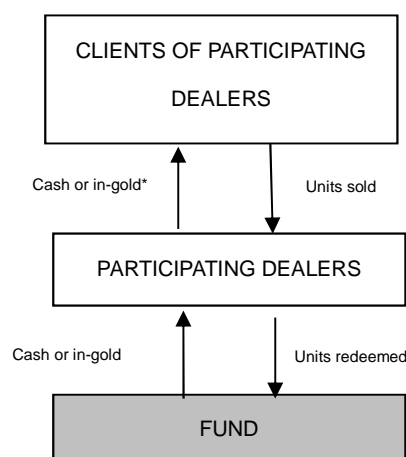 CLIENTS OF PARTICIPATING
DEALERS
Cash or in-gold*
Units sold
PARTICIPATING DEALERS
Cash or in-gold
Units redeemed
FUND